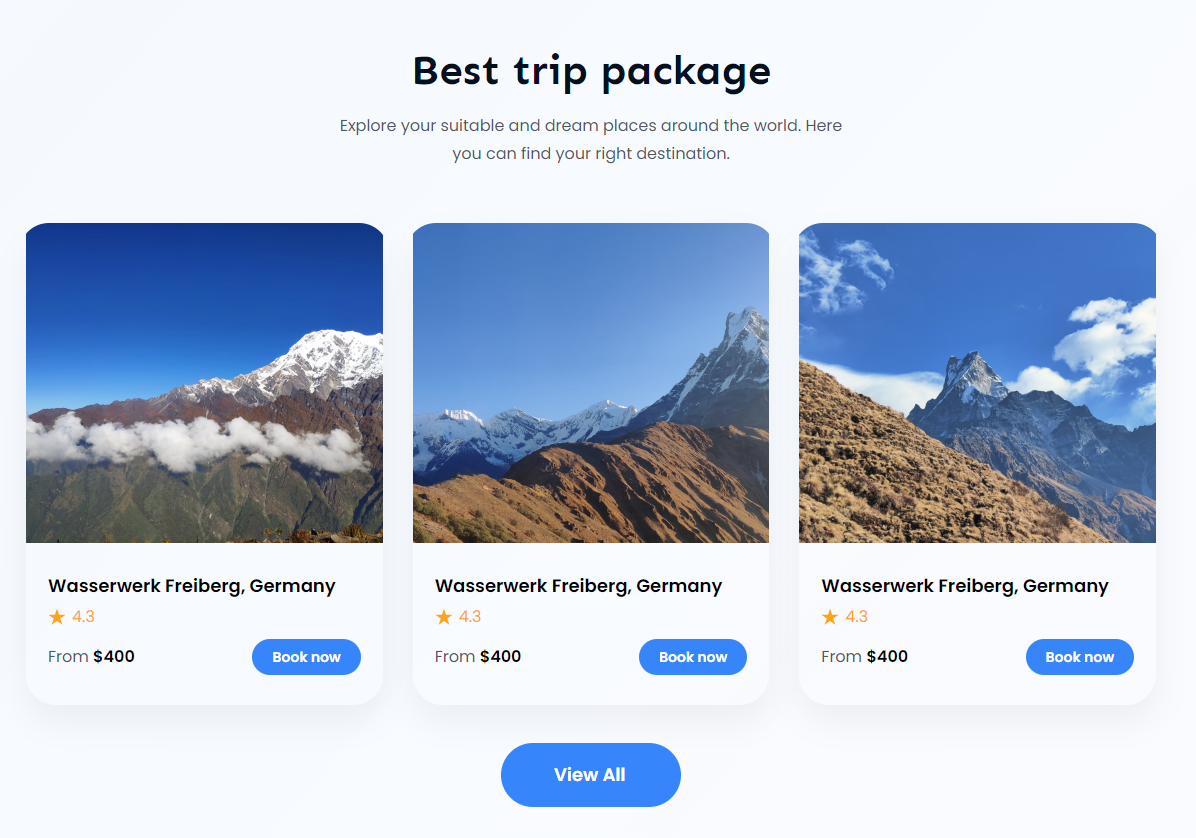 Best trip package
Explore your suitable and dream places around the world. Here
you can find your right destination.
Wasserwerk Freiberg, Germany
4.3
From $400
Book now
Wasserwerk Freiberg, Germany
4.3
From $400
Book now
Wasserwerk Freiberg, Germany
4.3
From $400
Book now
View All